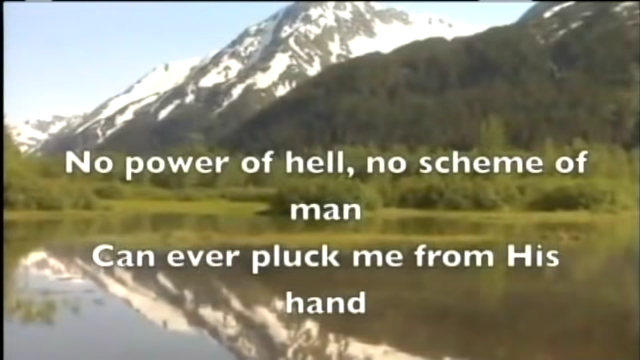 No power of hell, no scheme of
man
Can ever pluck me from His
hand